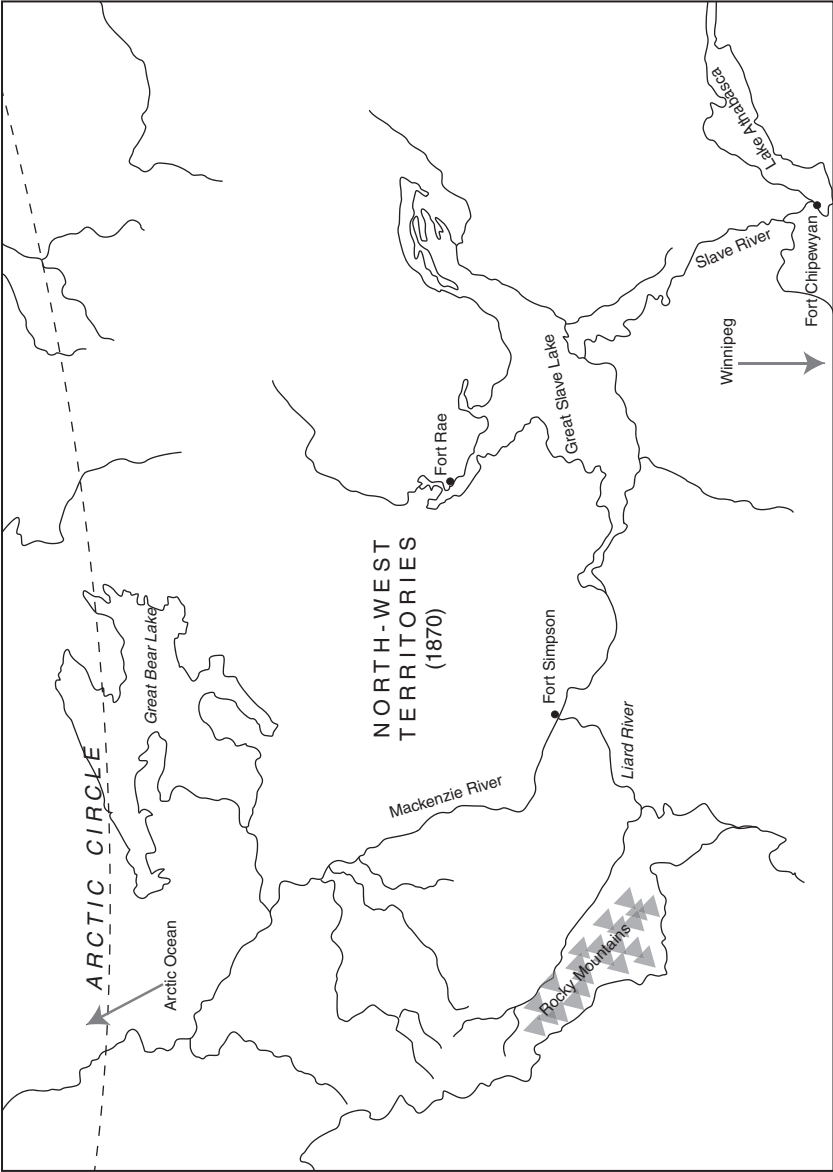 ARCTIC CIRCLE
Arctic Ocean
Great Bear Lake
NORTH-WEST
TERRITORIES
(1870)
Mackenzie River
Fort Rae
Great Slave Lake
Fort Simpson
Liard River
Rocky Mountains
Slave River
Lake Athabasca
Fort Chipewyan
Winnipeg